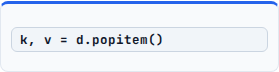 k, v = d.popitem()